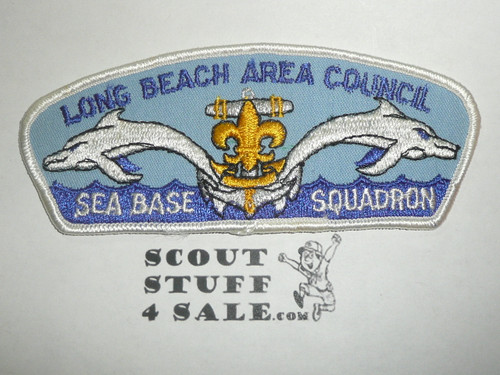 LONG BEACH AREA COUNCIL
SEA BASE SQUADRON
SCOUT
STUFF
4 SALE.COM